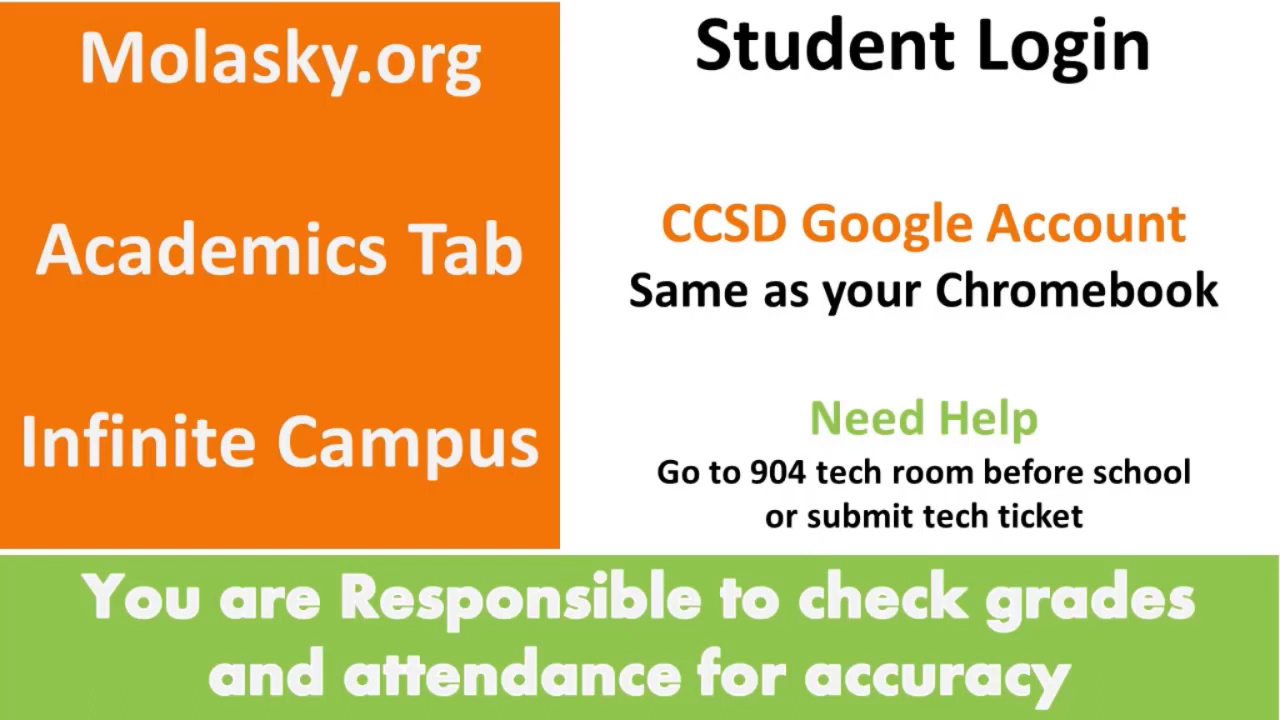 Molasky.org
Academics Tab
Infinite Campus
Student Login
CCSD Google Account
Same as your Chromebook
Need Help
Go to 904 tech room before school
or submit tech ticket
You are Responsible to check grades
and attendance for accuracy